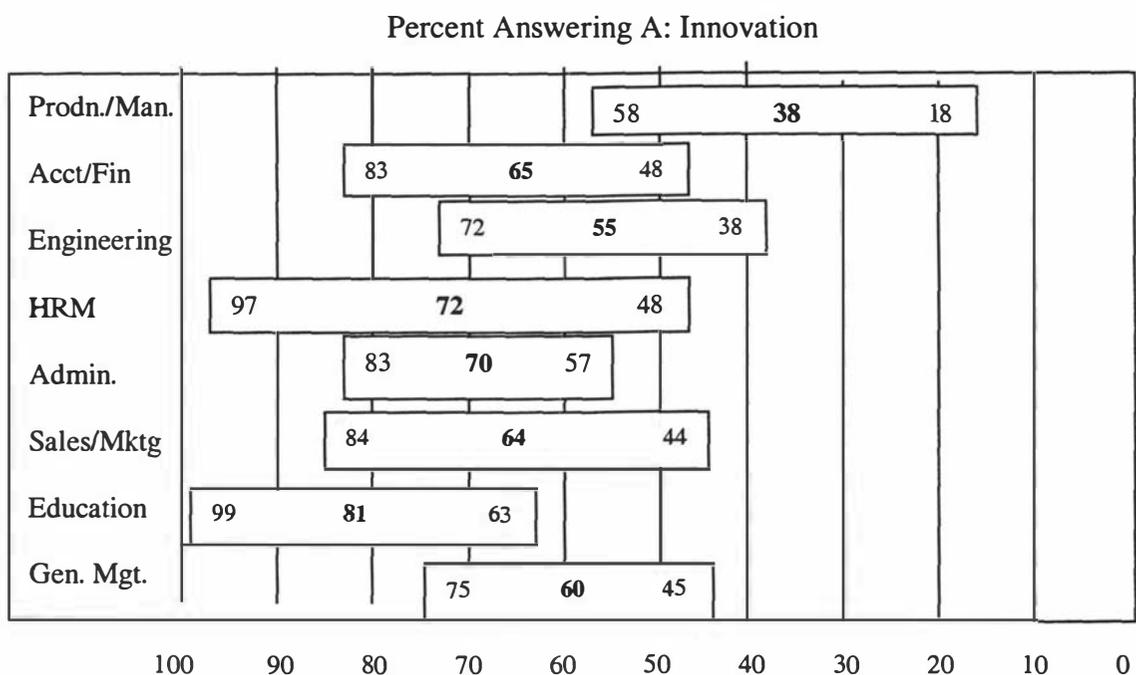 Percent Answering A: Innovation
Prodn./Man. 58 38 18
Acct/Fin 83 65 48
Engineering 72 55 38
HRM 97 72 48
Admin. 83 70 57
Sales/Mktg 84 64 44
Education 99 81 63
Gen. Mgt. 75 60 45
100 90 80 70 60 50 40 30 20 10 0